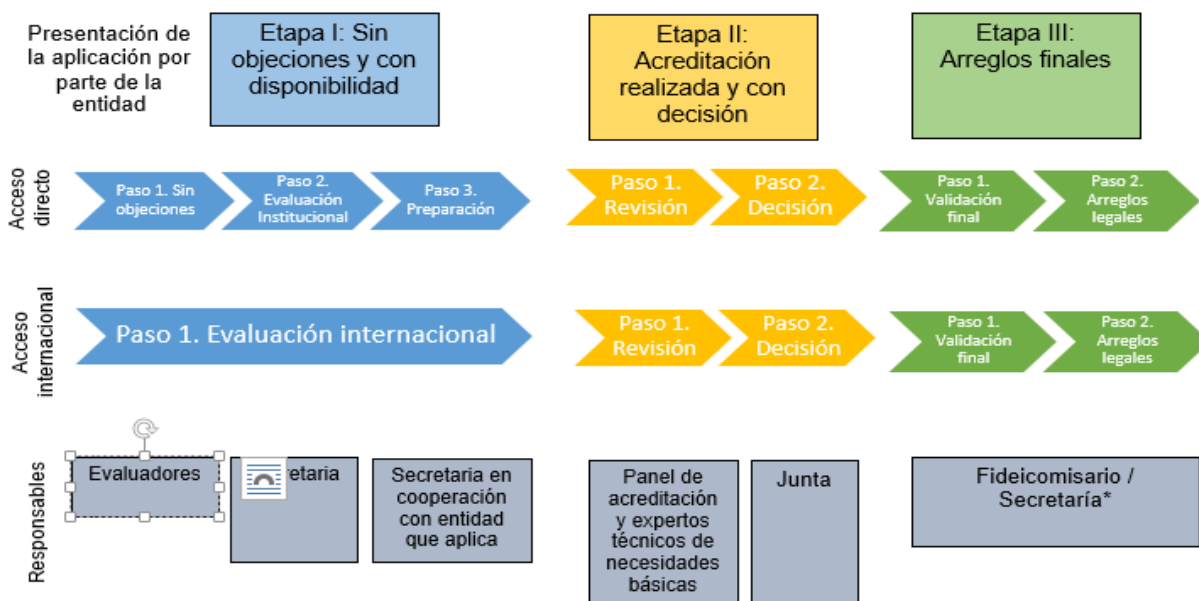 Presentación de
la aplicación por
parte de la
entidad
Etapa I: Sin
objeciones y con
disponibilidad
Etapa II:
Acreditación
realizada y con
decisión
Etapa III:
Arreglos finales
Acceso
directo
Paso 1. Sin
objeciones
Paso 2.
Evaluación
Institucional
Paso 3.
Preparación
Paso 1.
Revisión
Paso 2.
Decisión
Paso 1.
Validación
final
Paso 2.
Arreglos
legales
Acceso
internacional
Paso 1. Evaluación internacional
Paso 1.
Revisión
Paso 2.
Decisión
Paso 1.
Validación
final
Paso 2.
Arreglos
legales
Responsables
Evaluadores
retaria
Secretaria en
cooperación
con entidad
que aplica
Panel de
acreditación
y expertos
técnicos de
necesidades
básicas
Junta
Fideicomisario /
Secretaría*